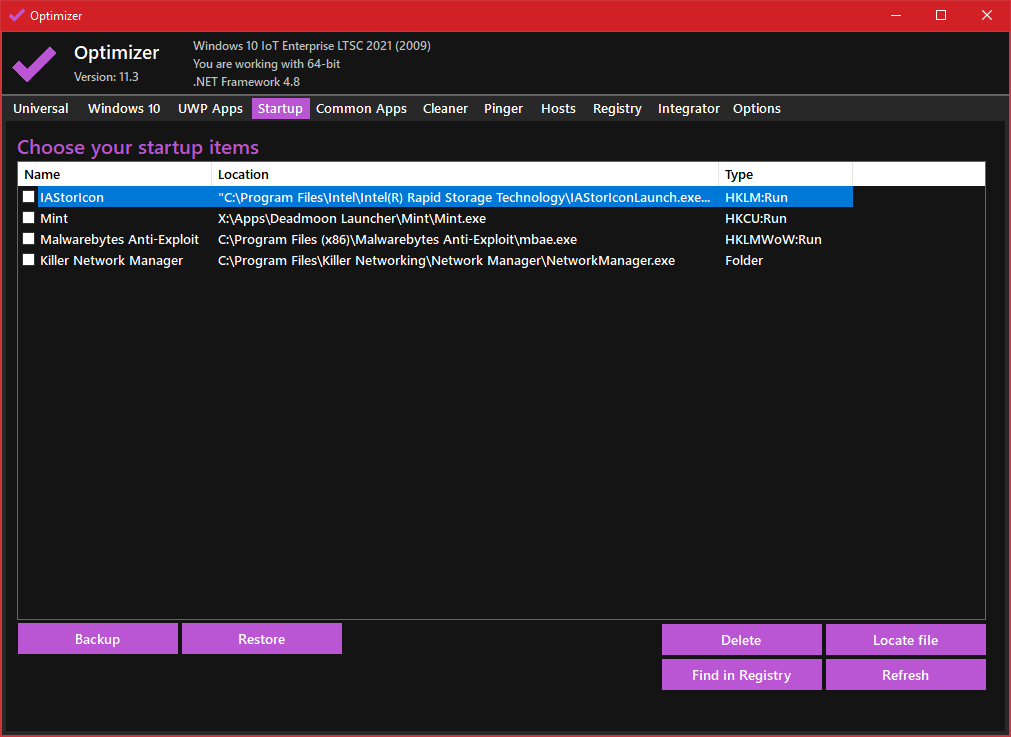 Optimizer
Optimizer
Version: 11.3
Windows 10 IoT Enterprise LTSC 2021 (2009)
You are working with 64-bit
.NET Framework 4.8
Universal Windows 10 UWP Apps Startup Common Apps Cleaner Pinger Hosts Registry Integrator Options
Choose your startup items
Name Location Type
IAStorIcon "C:\Program Files\Intel\Intel(R) Rapid Storage Technology\IAStorIconLaunch.exe... HKLM:Run
Mint X:\Apps\Deadmoon Launcher\Mint\Mint.exe HKCU:Run
Malwarebytes Anti-Exploit C:\Program Files (x86)\Malwarebytes Anti-Exploit\mbae.exe HKLMWoW:Run
Killer Network Manager C:\Program Files\Killer Networking\Network Manager\NetworkManager.exe Folder
Backup Restore Delete Locate file
Find in Registry Refresh